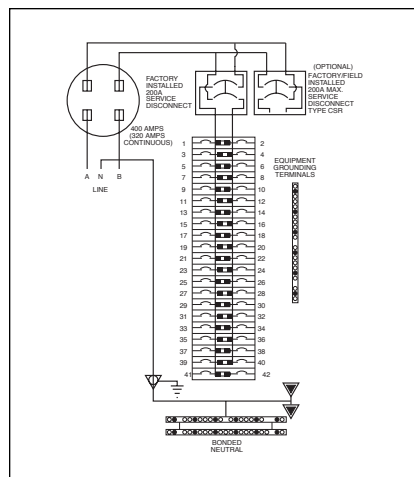 (OPTIONAL)
FACTORY
INSTALLED
200A
SERVICE
DISCONNECT
FACTORY/FIELD
INSTALLED
200A MAX.
SERVICE
DISCONNECT
TYPE CSR
400 AMPS
(320 AMPS
CONTINUOUS)
A N B
LINE
EQUIPMENT
GROUNDING
TERMINALS
1 2
3 4
5 6
7 8
9 10
11 12
13 14
15 16
17 18
19 20
21 22
23 24
25 26
27 28
29 30
31 32
33 34
35 36
37 38
39 40
41 42
BONDED
NEUTRAL